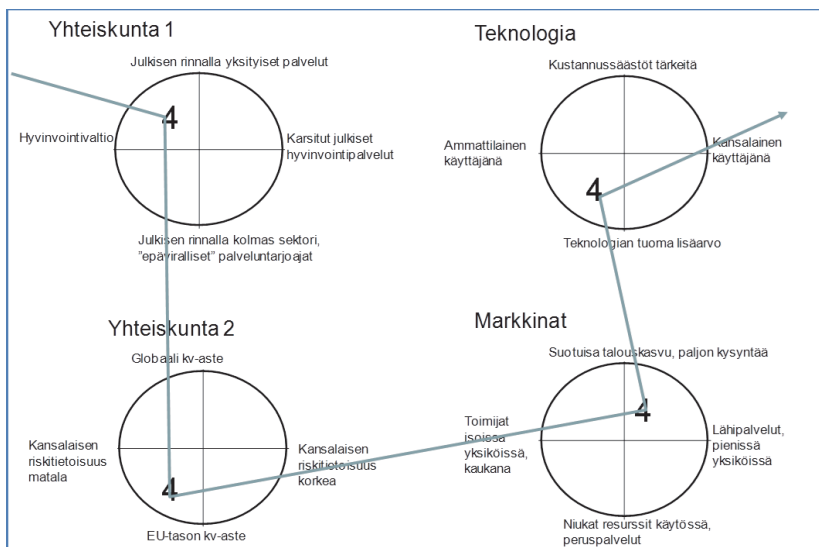 Yhteiskunta 1
Julkisen rinnalla yksityiset palvelut
4
Hyvinvointivaltio
Karsitut julkiset
hyvinvointipalvelut
Julkisen rinnalla kolmas sektori,
"epäviralliset" palveluntarjoajat
Teknologia
Kustannussäästöt tärkeitä
Ammattilainen
käyttäjänä
Kansalainen
käyttäjänä
4
Teknologian tuoma lisäarvo
Yhteiskunta 2
Globaali kv-aste
Kansalaisen
riskitietoisuus
matala
Kansalaisen
riskitietoisuus
korkea
4
EU-tason kv-aste
Markkinat
Suotuisa talouskasvu, paljon kysyntää
4
Toimijat
isoissa
yksiköissä,
kaukana
Lähipalvelut,
pienissä
yksiköissä
Niukat resurssit käytössä,
peruspalvelut